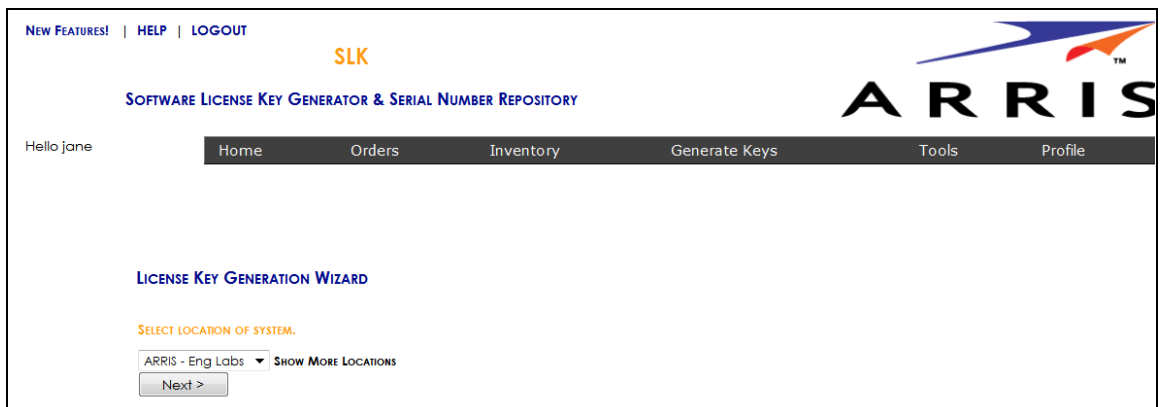 New Features! | HELP | LOGOUT
SLK
Software License Key Generator & Serial Number Repository
TM
ARRIS
Hello jane
Home Orders Inventory Generate Keys Tools Profile
License Key Generation Wizard
Select location of system.
ARRIS - Eng Labs Show More Locations
Next >